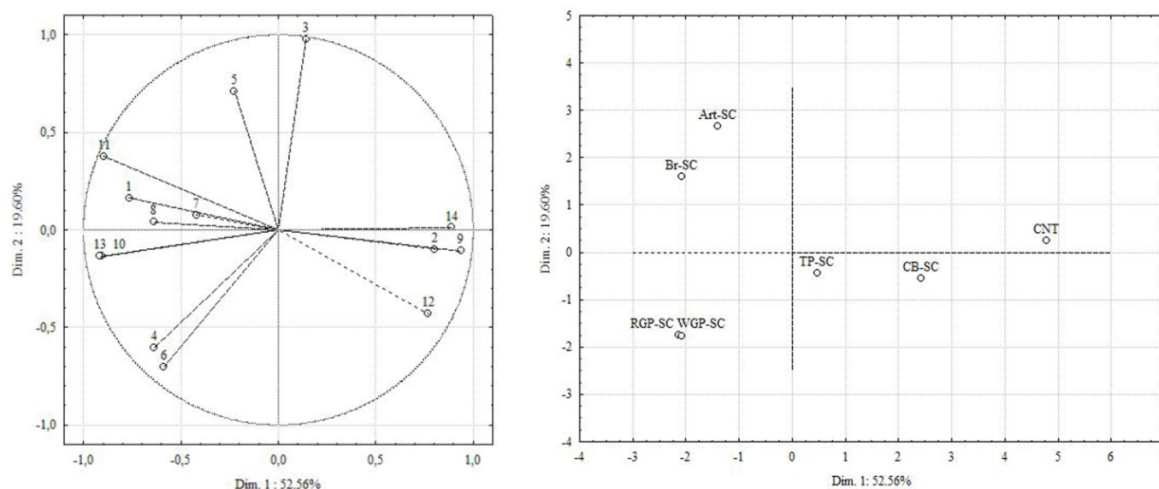 1,0
0,5
0,0
-0,5
-1,0
Dim. 2 : 19.60%
3
5
11
1
7
8
13 10
14
2 9
12
4
6
-1,0 -0,5 0,0 0,5 1,0
Dim. 1 : 52.56%
5
4
3
2
1
0
-1
-2
-3
-4
Dim. 2 : 19.60%
Art-SC
Br-SC
CNT
TP-SC CB-SC
RGP-SC WGP-SC
-4 -3 -2 -1 0 1 2 3 4 5 6
Dim. 1: 52.56%